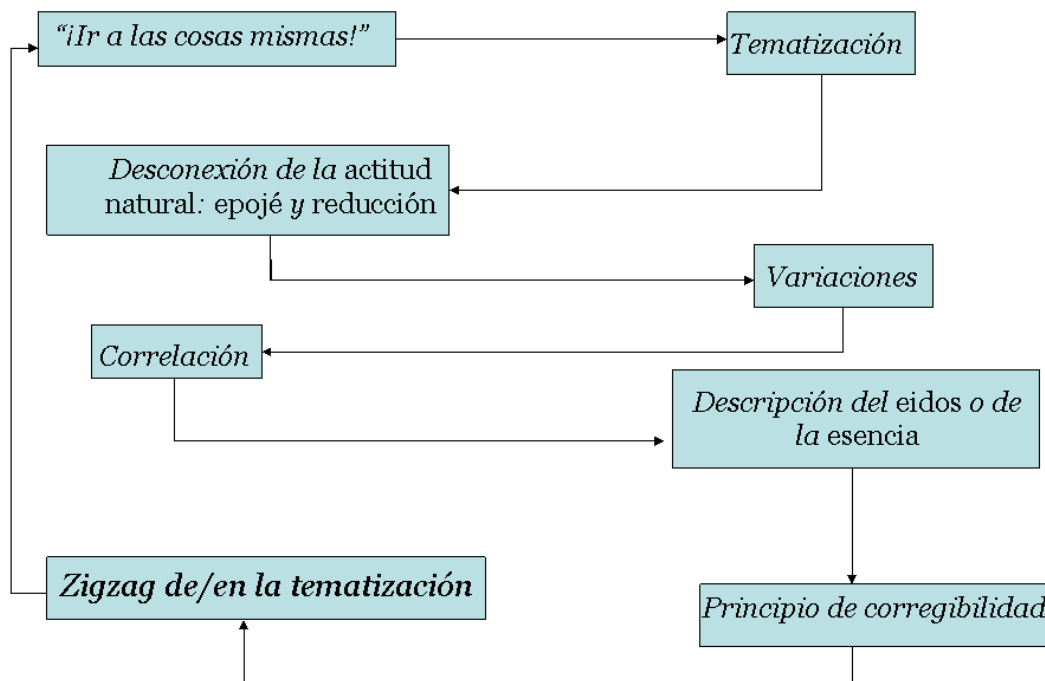 “¡Ir a las cosas mismas!”
Tematización
Desconexión de la actitud
natural: epojé y reducción
Variaciones
Correlación
Descripción del eidos o de
la esencia
Zigzag de/en la tematización
Principio de corregibilidad